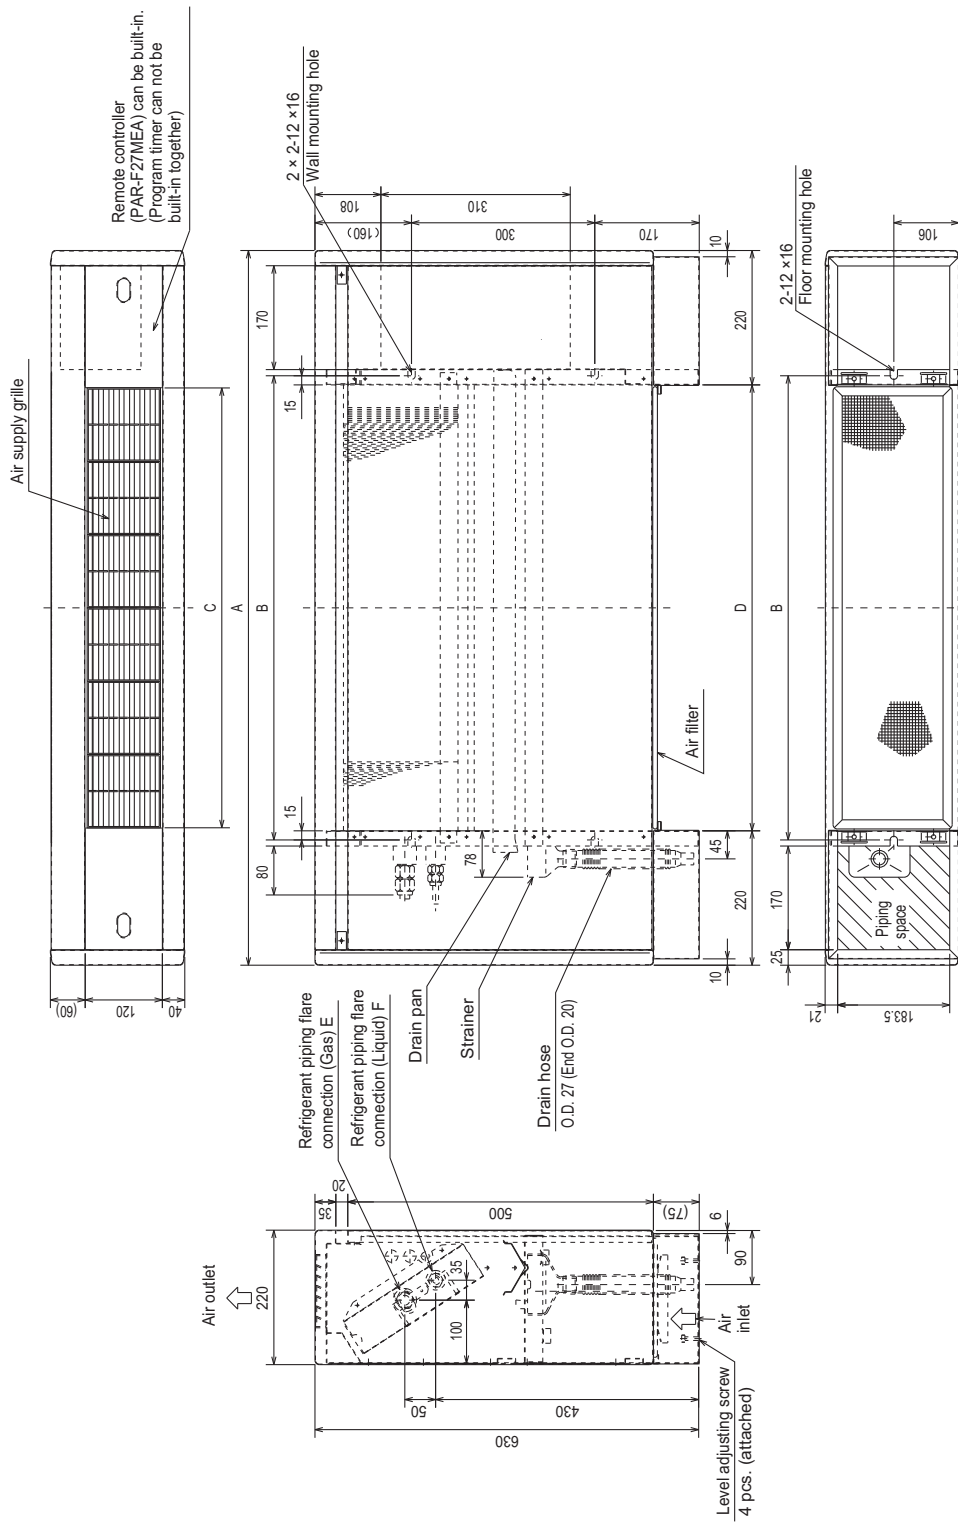 Remote controller
(PAR-F27MEA) can be built-in.
(Program timer can not be
built-in together)
Air supply grille
(60)
120
40
C
A
B
170
15
15
80
2 × 2-12 ×16
Wall mounting hole
108
(160)
310
300
170
10
220
D
78
45
220
10
Air filter
Refrigerant piping flare
connection (Gas) E
Refrigerant piping flare
connection (Liquid) F
Drain pan
Strainer
Drain hose
O.D. 27 (End O.D. 20)
2-12 ×16
Floor mounting hole
106
B
170
25
21
183.5
Piping
space
Air outlet
220
35
20
500
(75)
6
90
35
100
50
430
630
Air
inlet
Level adjusting screw
4 pcs. (attached)